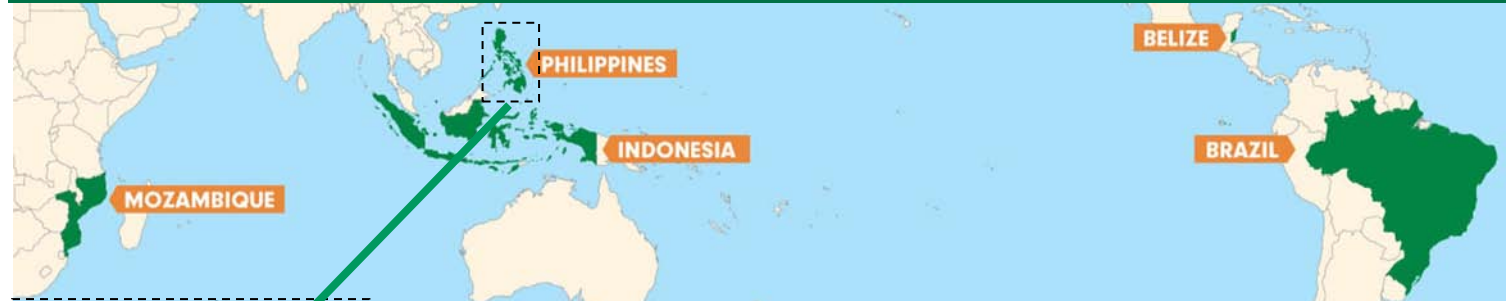 BELIZE
PHILIPPINES
INDONESIA
BRAZIL
MOZAMBIQUE